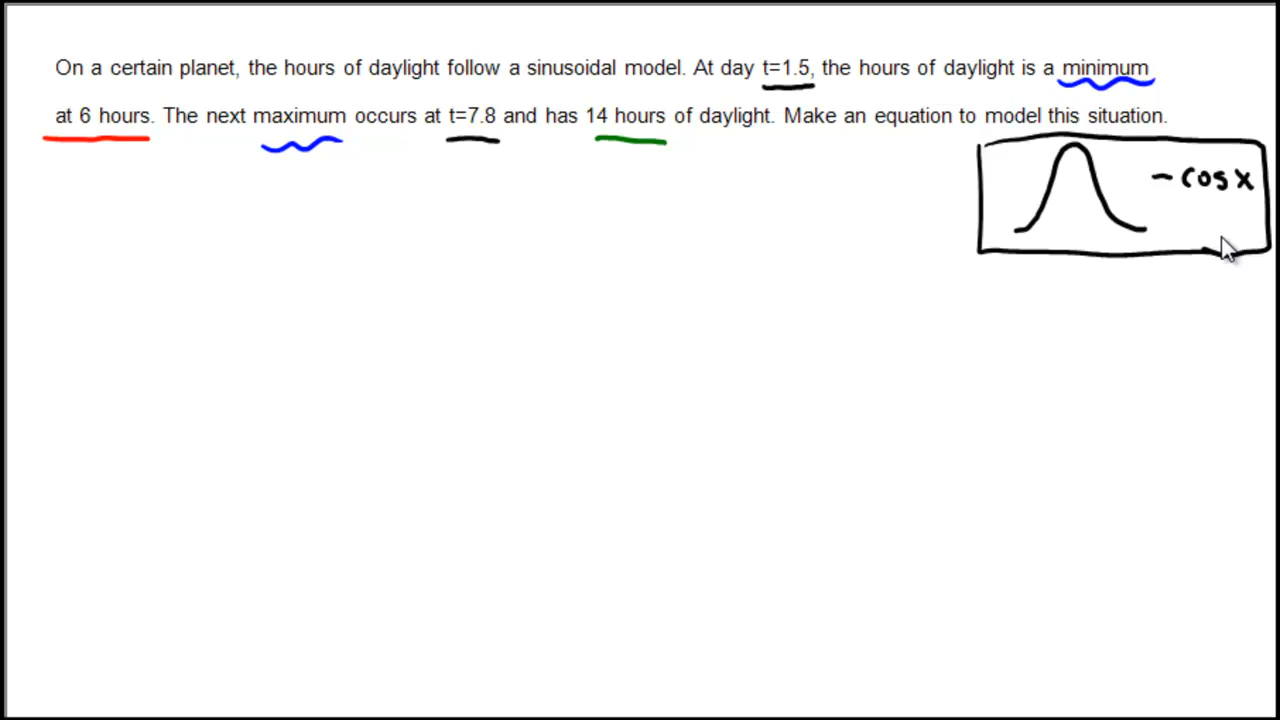 On a certain planet, the hours of daylight follow a sinusoidal model. At day t=1.5, the hours of daylight is a minimum
at 6 hours. The next maximum occurs at t=7.8 and has 14 hours of daylight. Make an equation to model this situation.
- cos x